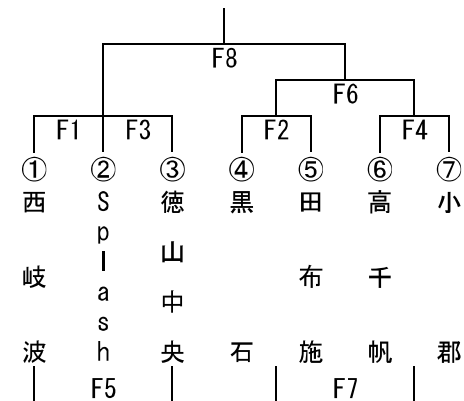 F8
F6
F1 F3 F2 F4
① ② ③ ④ ⑤ ⑥ ⑦
西岐波
Splash
徳山中央
黒石
田布施
高千帆
小郡
F5 F7